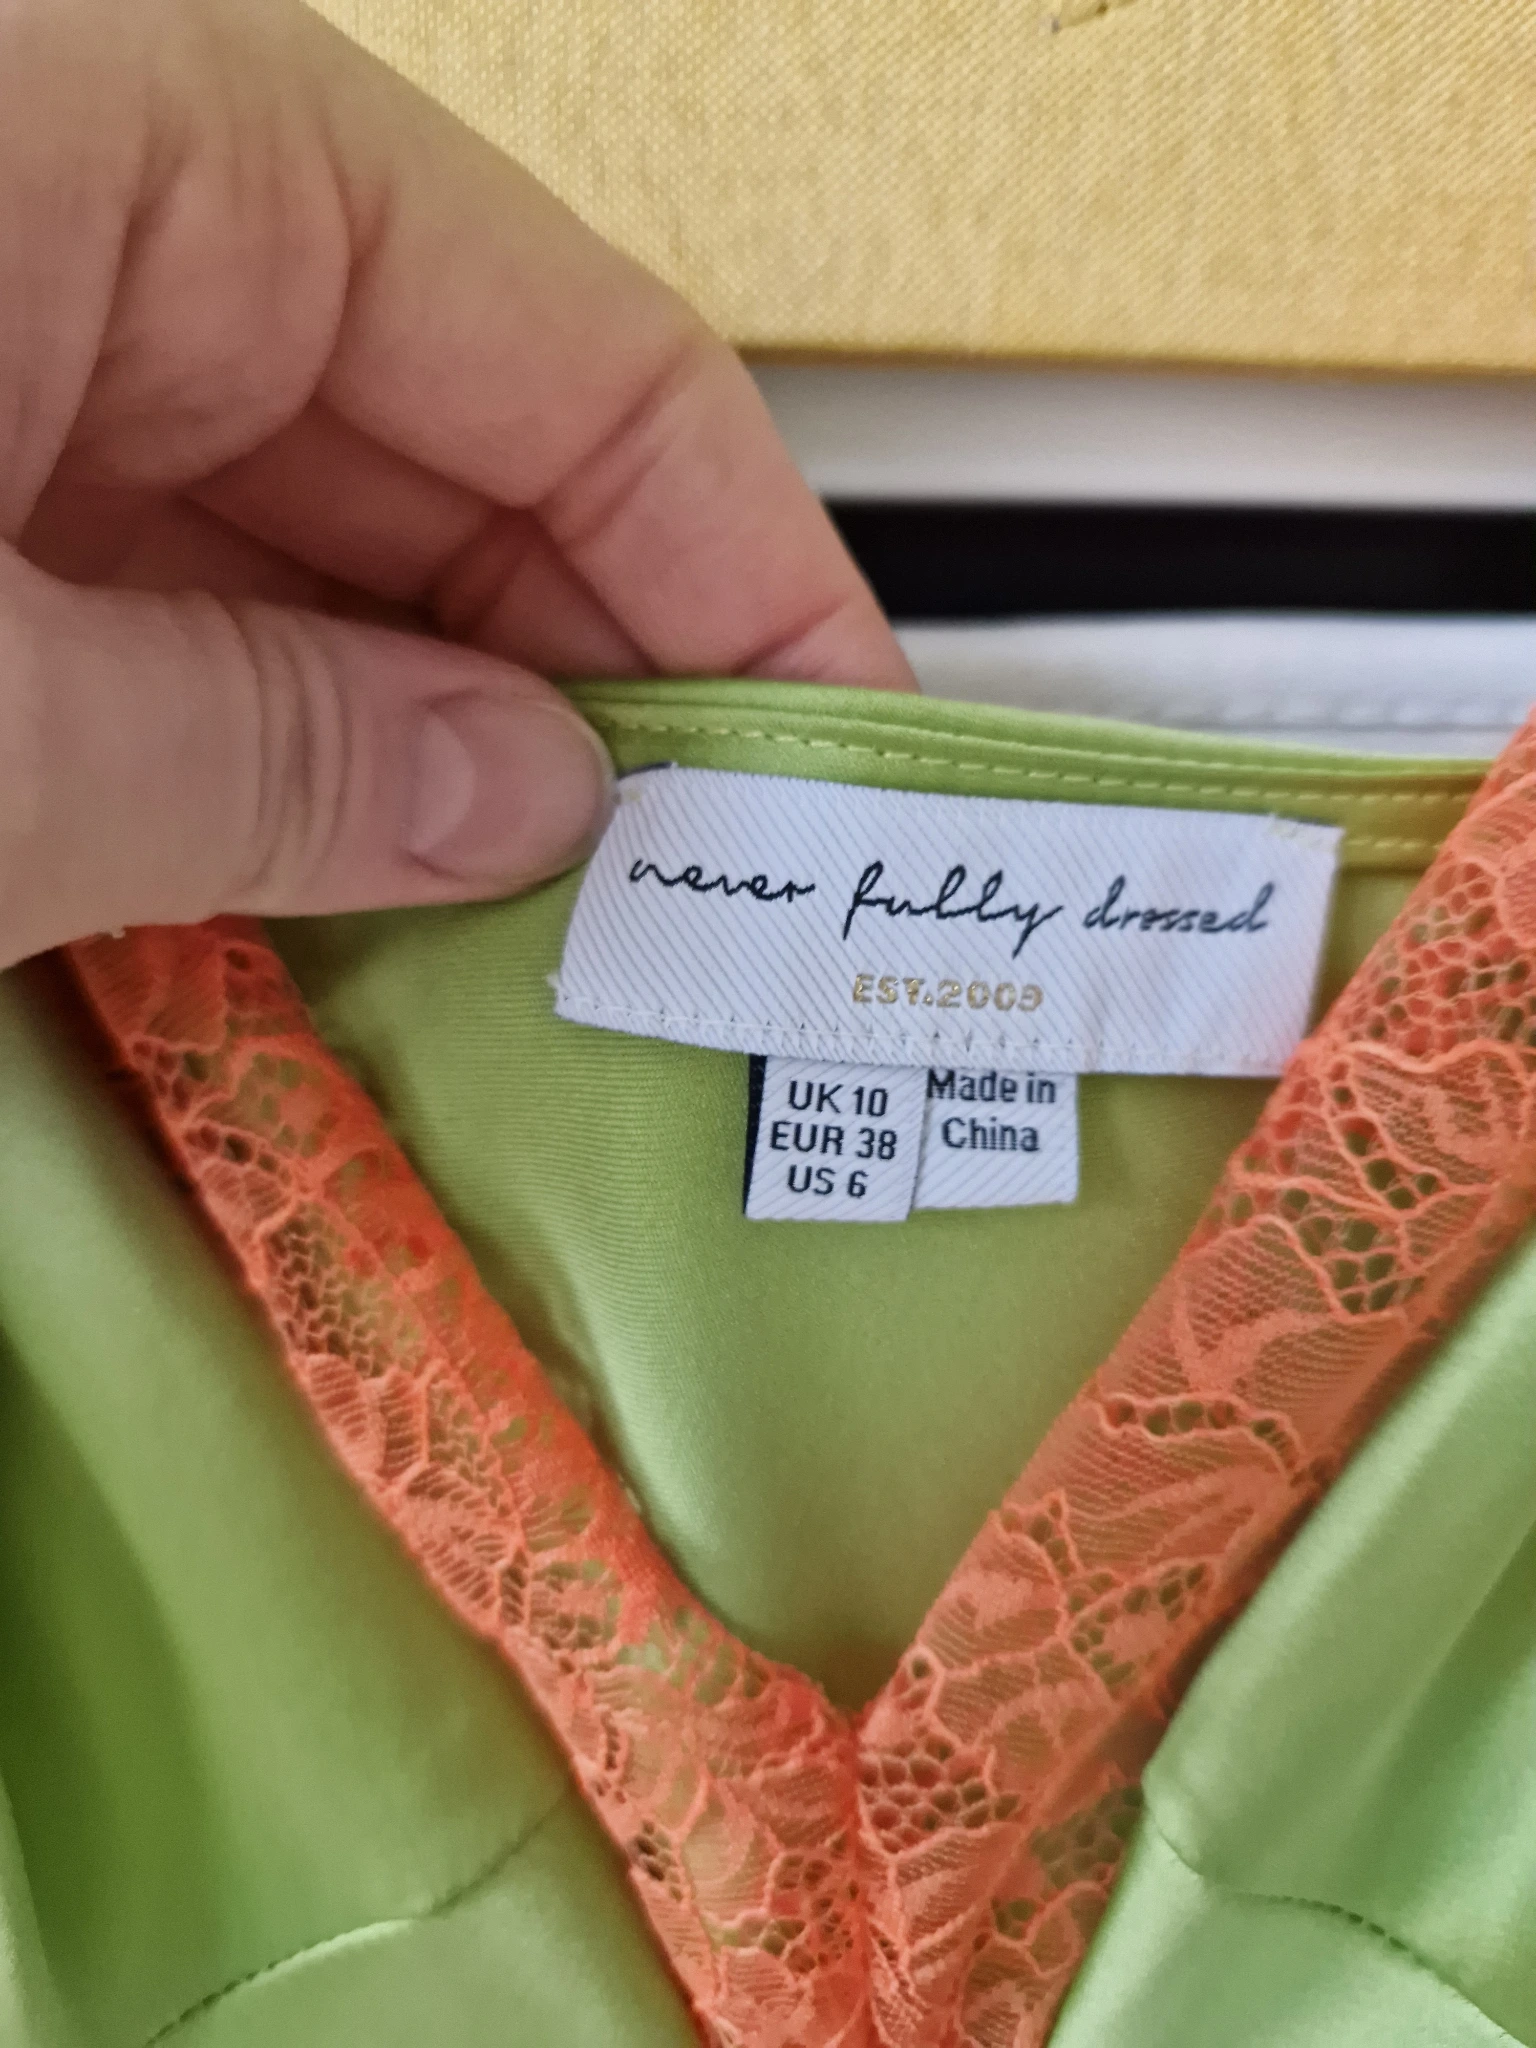 never fully dressed
EST.2009
UK 10
EUR 38
US 6
Made in
China